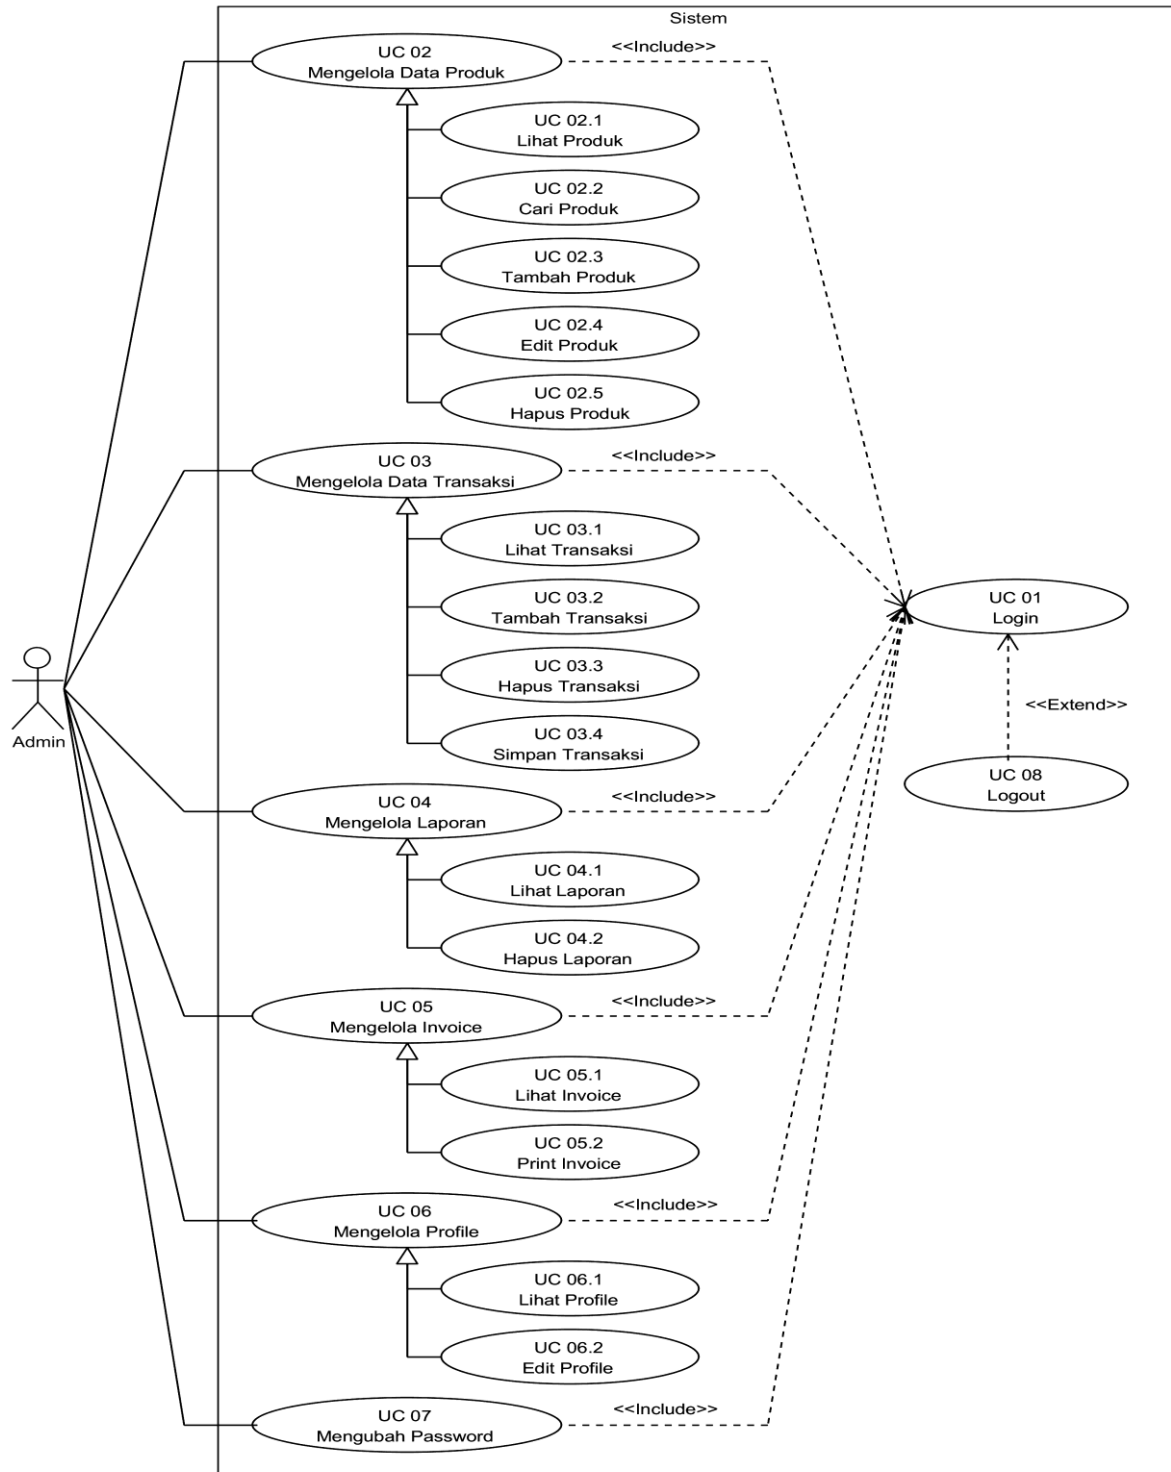 Sistem
UC 02
Mengelola Data Produk
<<Include>>
UC 02.1
Lihat Produk
UC 02.2
Cari Produk
UC 02.3
Tambah Produk
UC 02.4
Edit Produk
UC 02.5
Hapus Produk
UC 03
Mengelola Data Transaksi
<<Include>>
UC 03.1
Lihat Transaksi
UC 03.2
Tambah Transaksi
UC 03.3
Hapus Transaksi
UC 03.4
Simpan Transaksi
UC 01
Login
<<Extend>>
UC 08
Logout
Admin
UC 04
Mengelola Laporan
<<Include>>
UC 04.1
Lihat Laporan
UC 04.2
Hapus Laporan
UC 05
Mengelola Invoice
<<Include>>
UC 05.1
Lihat Invoice
UC 05.2
Print Invoice
UC 06
Mengelola Profile
<<Include>>
UC 06.1
Lihat Profile
UC 06.2
Edit Profile
UC 07
Mengubah Password
<<Include>>